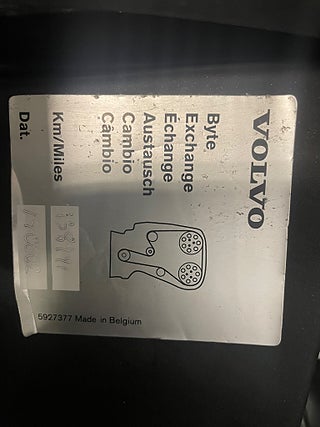 VOLVO
Byte
Exchange
Échange
Austausch
Cambio
Câmbio
Km/Miles
Dat.
5927377 Made in Belgium